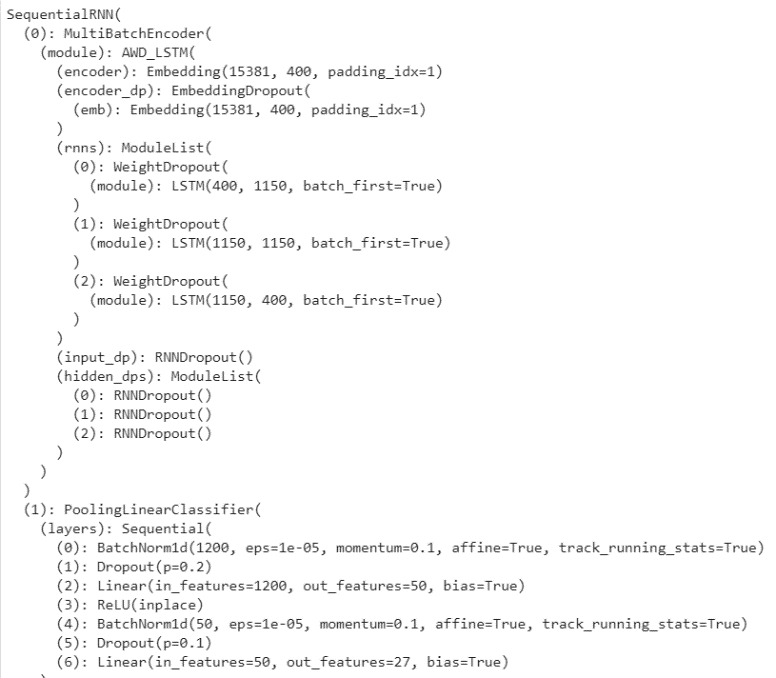 SequentialRNN(
  (0): MultiBatchEncoder(
    (module): AWD_LSTM(
      (encoder): Embedding(15381, 400, padding_idx=1)
      (encoder_dp): EmbeddingDropout(
        (emb): Embedding(15381, 400, padding_idx=1)
      )
      (rnns): ModuleList(
        (0): WeightDropout(
          (module): LSTM(400, 1150, batch_first=True)
        )
        (1): WeightDropout(
          (module): LSTM(1150, 1150, batch_first=True)
        )
        (2): WeightDropout(
          (module): LSTM(1150, 400, batch_first=True)
        )
      )
      (input_dp): RNNDropout()
      (hidden_dps): ModuleList(
        (0): RNNDropout()
        (1): RNNDropout()
        (2): RNNDropout()
      )
    )
  )
  (1): PoolingLinearClassifier(
    (layers): Sequential(
      (0): BatchNorm1d(1200, eps=1e-05, momentum=0.1, affine=True, track_running_stats=True)
      (1): Dropout(p=0.2)
      (2): Linear(in_features=1200, out_features=50, bias=True)
      (3): ReLU(inplace)
      (4): BatchNorm1d(50, eps=1e-05, momentum=0.1, affine=True, track_running_stats=True)
      (5): Dropout(p=0.1)
      (6): Linear(in_features=50, out_features=27, bias=True)
    )